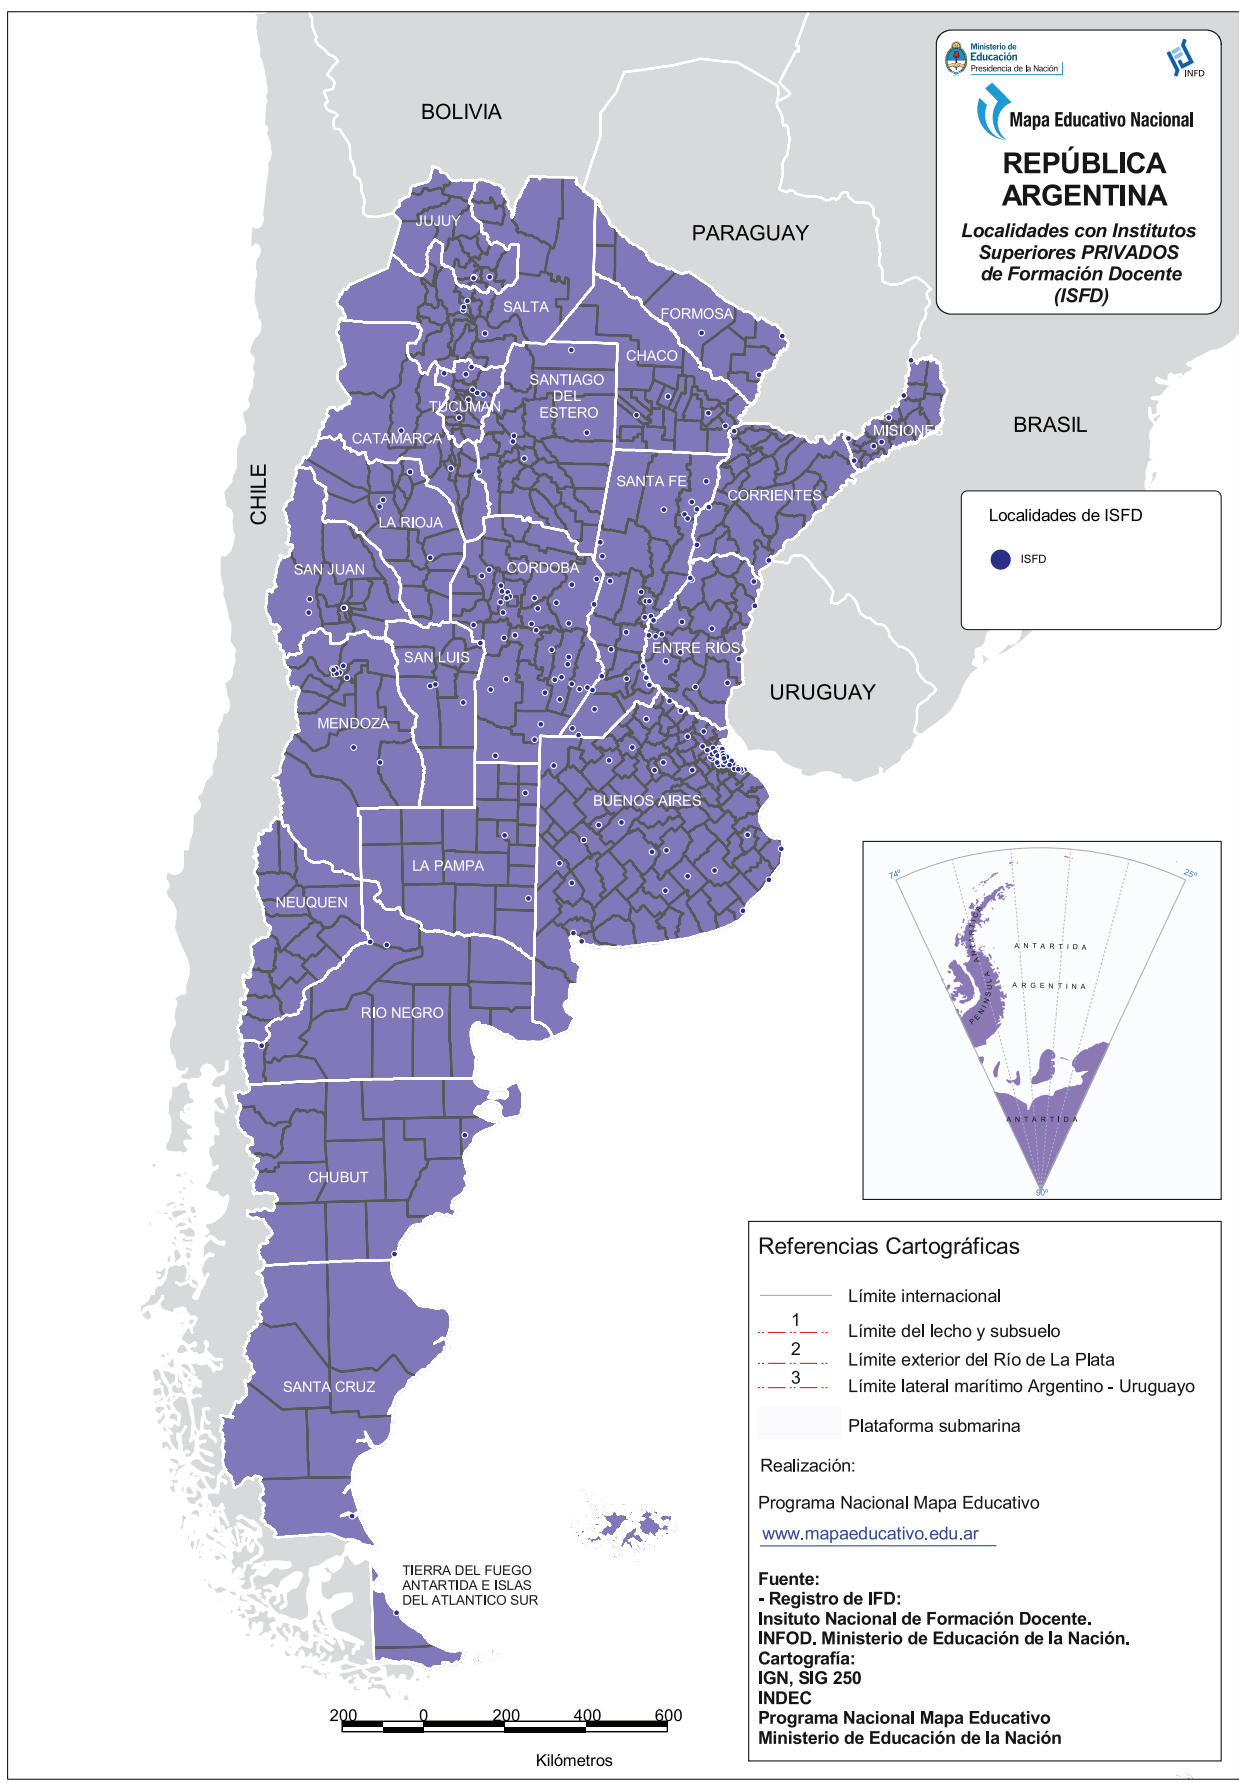 Ministerio de
Educación
Presidencia de la Nación
INFD
Mapa Educativo Nacional
REPÚBLICA
ARGENTINA
Localidades con Institutos
Superiores PRIVADOS
de Formación Docente
(ISFD)
BOLIVIA
PARAGUAY
BRASIL
CHILE
URUGUAY
JUJUY
SALTA
FORMOSA
CHACO
SANTIAGO
DEL
ESTERO
TUCUMAN
CATAMARCA
MISIONES
SANTA FE
CORRIENTES
LA RIOJA
SAN JUAN
CORDOBA
ENTRE RIOS
SAN LUIS
MENDOZA
BUENOS AIRES
LA PAMPA
NEUQUEN
RIO NEGRO
CHUBUT
SANTA CRUZ
TIERRA DEL FUEGO
ANTARTIDA E ISLAS
DEL ATLANTICO SUR
Localidades de ISFD
ISFD
74º
25º
ANTARTIDA
ARGENTINA
PENINSULA ANTARTICA
ANTARTIDA
90º
Referencias Cartográficas
Límite internacional
1
Límite del lecho y subsuelo
2
Límite exterior del Río de La Plata
3
Límite lateral marítimo Argentino - Uruguayo
Plataforma submarina
Realización:
Programa Nacional Mapa Educativo
www.mapaeducativo.edu.ar
Fuente:
- Registro de IFD:
Insituto Nacional de Formación Docente.
INFOD. Ministerio de Educación de la Nación.
Cartografía:
IGN, SIG 250
INDEC
Programa Nacional Mapa Educativo
Ministerio de Educación de la Nación
200 0 200 400 600
Kilómetros